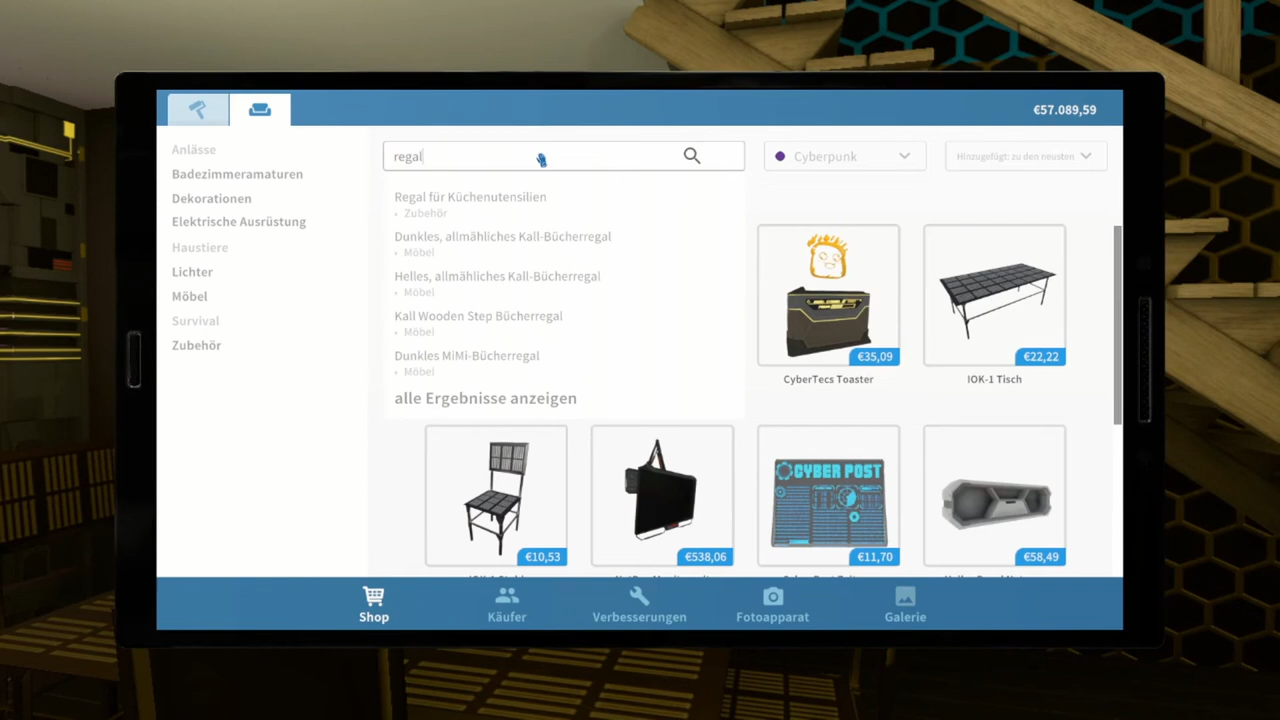 €57.089,59
Anlässe
Badezimmeramaturen
Dekorationen
Elektrische Ausrüstung
Haustiere
Lichter
Möbel
Survival
Zubehör
regal
Cyberpunk
Hinzugefügt: zu den neusten
Regal für Küchenutensilien
• Zubehör
Dunkles, allmähliches Kall-Bücherregal
• Möbel
Helles, allmähliches Kall-Bücherregal
• Möbel
Kall Wooden Step Bücherregal
• Möbel
Dunkles MiMi-Bücherregal
• Möbel
alle Ergebnisse anzeigen
€35,09
CyberTecs Toaster
€22,22
IOK-1 Tisch
€10,53
€538,06
CYBER POST
€11,70
€58,49
Shop
Käufer
Verbesserungen
Fotoapparat
Galerie